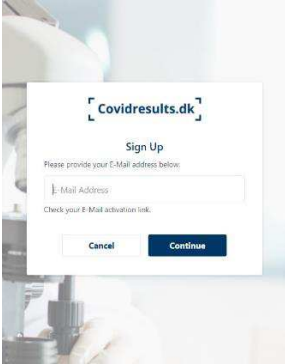 Covidresults.dk
Sign Up
Please provide your E-Mail address below.
E-Mail Address
Check your E-Mail activation link.
Cancel
Continue